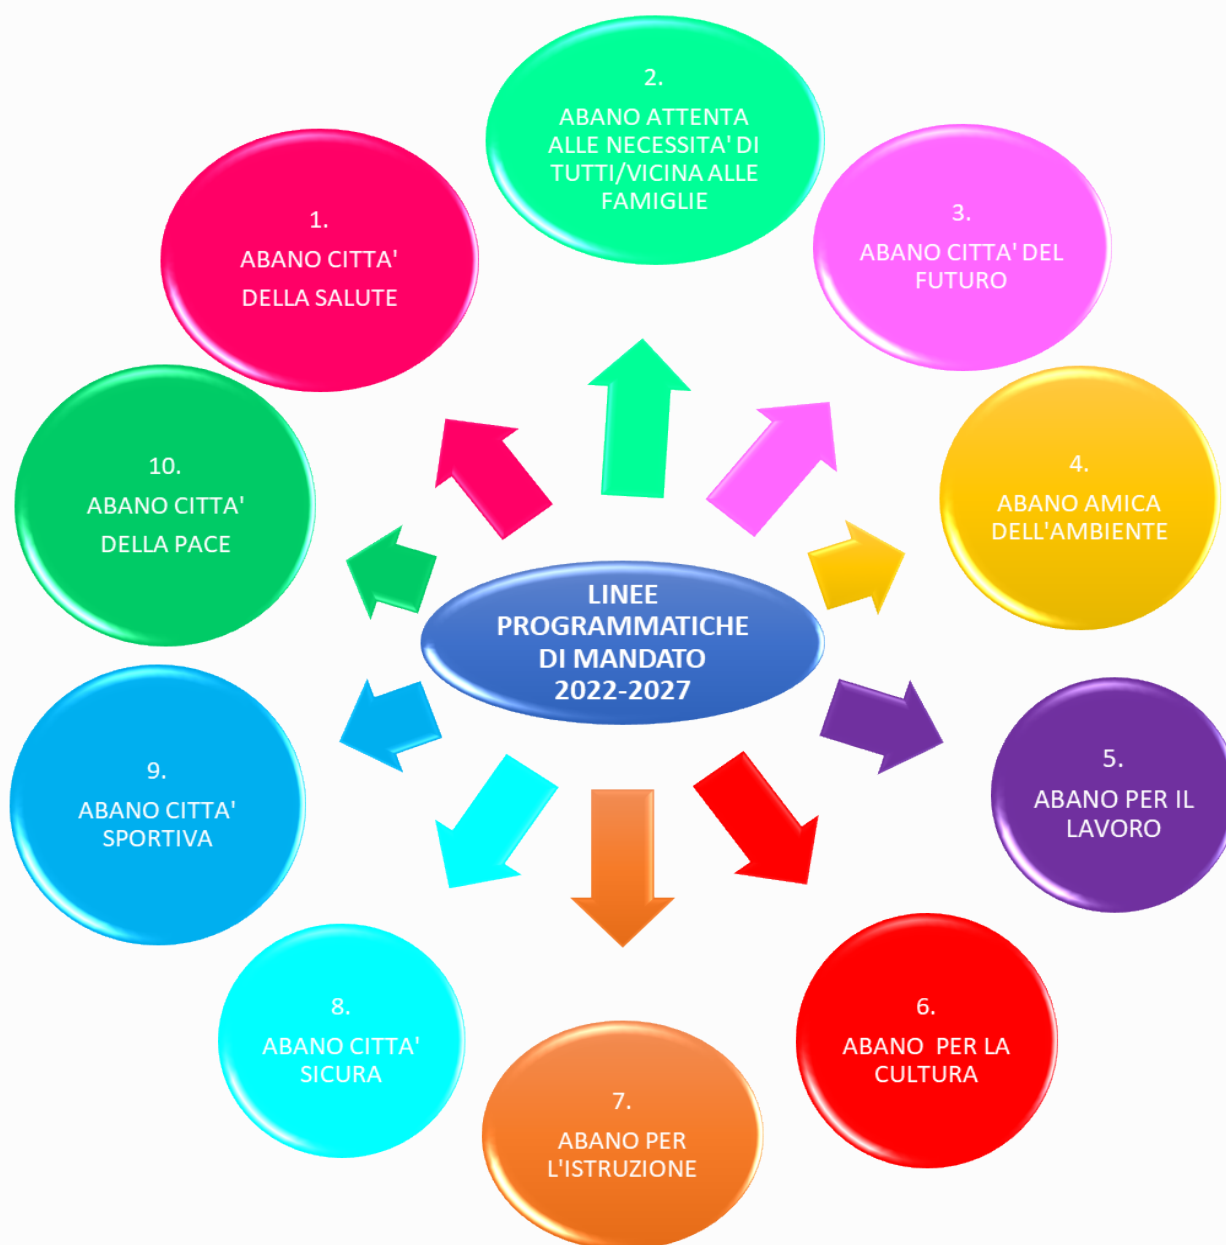 1.
ABANO CITTA'
DELLA SALUTE
2.
ABANO ATTENTA
ALLE NECESSITA' DI
TUTTI/VICINA ALLE
FAMIGLIE
3.
ABANO CITTA' DEL
FUTURO
4.
ABANO AMICA
DELL'AMBIENTE
5.
ABANO PER IL
LAVORO
6.
ABANO  PER LA
CULTURA
7.
ABANO PER
L'ISTRUZIONE
8.
ABANO CITTA'
SICURA
9.
ABANO CITTA'
SPORTIVA
10.
ABANO CITTA'
DELLA PACE
LINEE
PROGRAMMATICHE
DI MANDATO
2022-2027